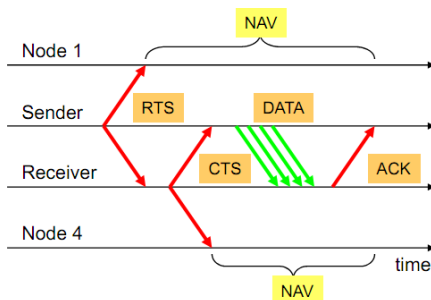 NAV
Node 1
RTS
DATA
Sender
CTS
ACK
Receiver
Node 4
time
NAV